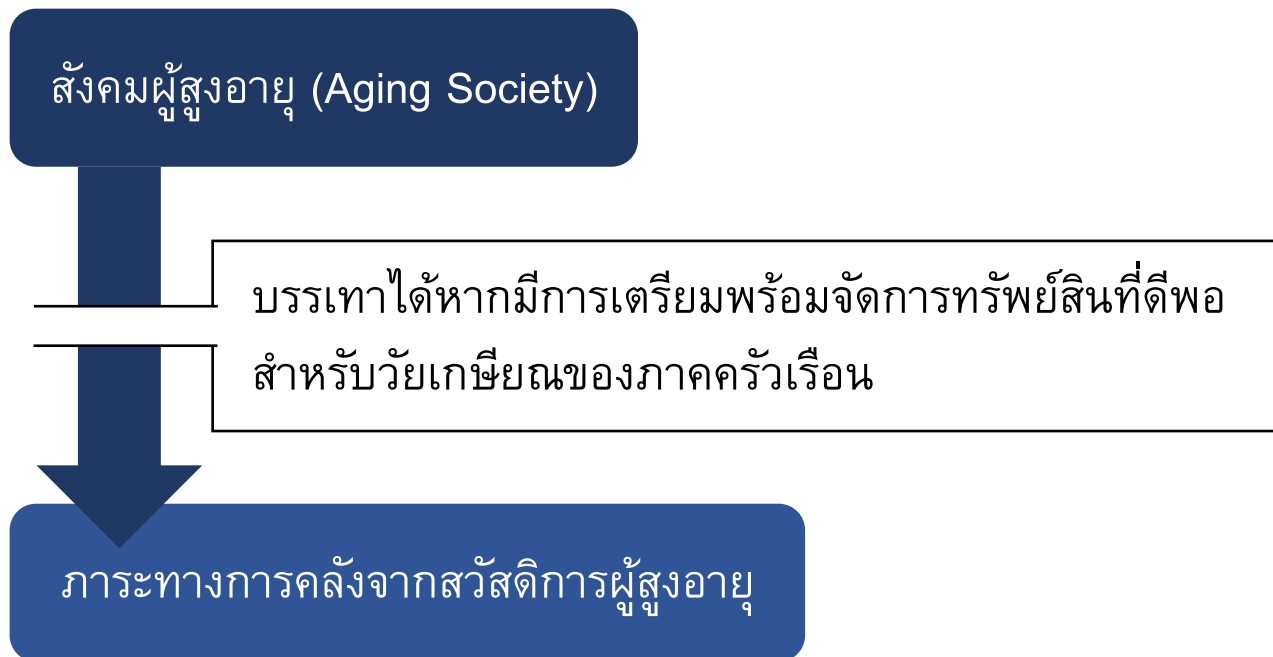 สังคมผู้สูงอายุ (Aging Society)
บรรเทาได้หากมีการเตรียมพร้อมจัดการทรัพย์สินที่ดีพอ
สำหรับวัยเกษียณของภาคครัวเรือน
ภาระทางการคลังจากสวัสดิการผู้สูงอายุ